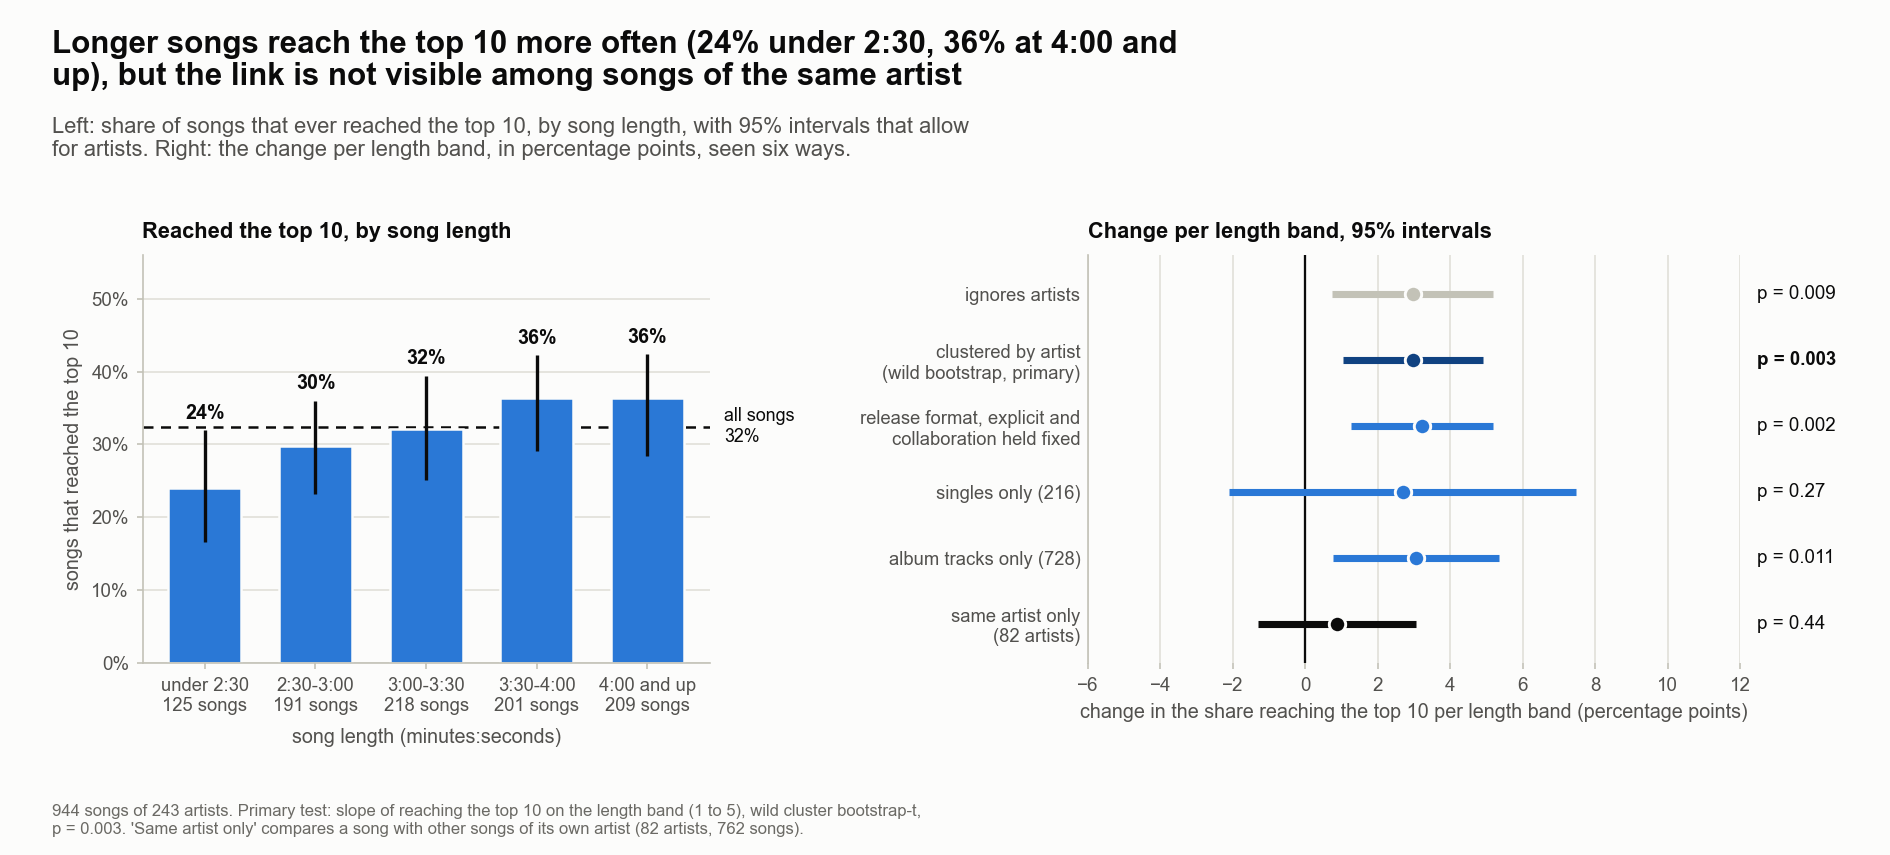 Longer songs reach the top 10 more often (24% under 2:30, 36% at 4:00 and
up), but the link is not visible among songs of the same artist
Left: share of songs that ever reached the top 10, by song length, with 95% intervals that allow
for artists. Right: the change per length band, in percentage points, seen six ways.
Reached the top 10, by song length
songs that reached the top 10
50%
40%
30%
20%
10%
0%
24%
30%
32%
36%
36%
all songs
32%
under 2:30
125 songs
2:30-3:00
191 songs
3:00-3:30
218 songs
3:30-4:00
201 songs
4:00 and up
209 songs
song length (minutes:seconds)
Change per length band, 95% intervals
ignores artists
p = 0.009
clustered by artist
(wild bootstrap, primary)
p = 0.003
release format, explicit and
collaboration held fixed
p = 0.002
singles only (216)
p = 0.27
album tracks only (728)
p = 0.011
same artist only
(82 artists)
p = 0.44
−6 −4 −2 0 2 4 6 8 10 12
change in the share reaching the top 10 per length band (percentage points)
944 songs of 243 artists. Primary test: slope of reaching the top 10 on the length band (1 to 5), wild cluster bootstrap-t,
p = 0.003. 'Same artist only' compares a song with other songs of its own artist (82 artists, 762 songs).